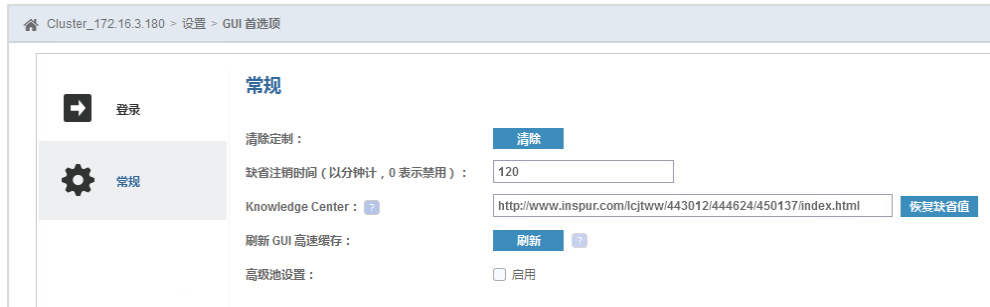 Cluster_172.16.3.180 > 设置 > GUI 首选项
登录
常规
常规
清除定制： 清除
缺省注销时间（以分钟计，0 表示禁用）： 120
Knowledge Center： ? http://www.inspur.com/lcjtww/443012/444624/450137/index.html 恢复缺省值
刷新 GUI 高速缓存： 刷新 ?
高级池设置： 启用